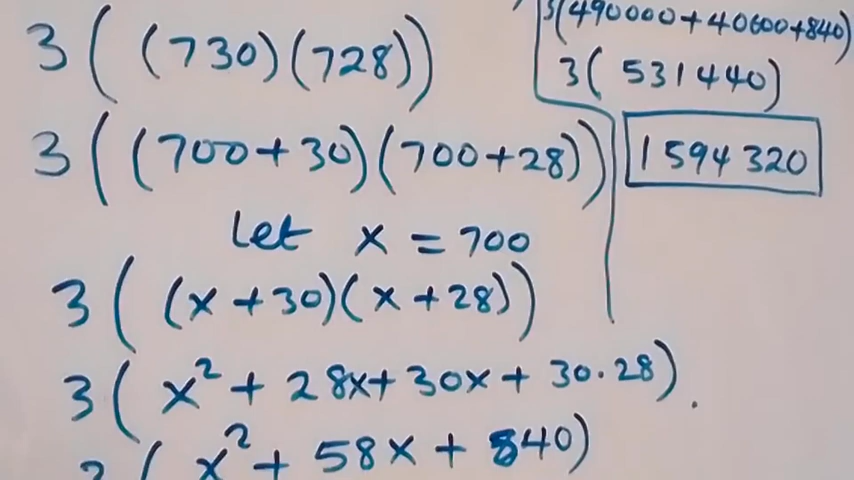 3((730)(728))
3((700+30)(700+28))
let x = 700
3((x+30)(x+28))
3(x²+28x+30x+30·28)
3(x²+58x+840)
3(490000+40600+840)
3(531440)
1594320